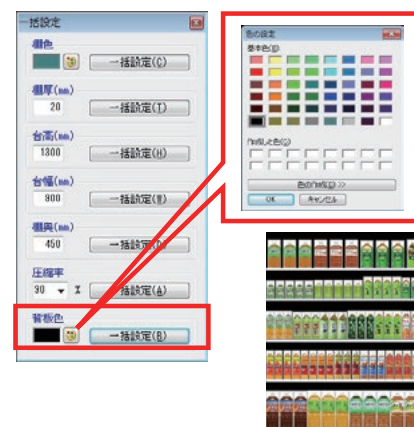 一括設定
棚色
一括設定(C)
棚厚(mm)
20
一括設定(T)
台高(mm)
1300
一括設定(H)
台幅(mm)
900
一括設定(W)
棚奥(mm)
450
一括設定(D)
圧縮率
90 %
一括設定(A)
背板色
一括設定(B)
色の設定
基本色(B):
作成した色(C):
色の作成(D) >>
OK
キャンセル